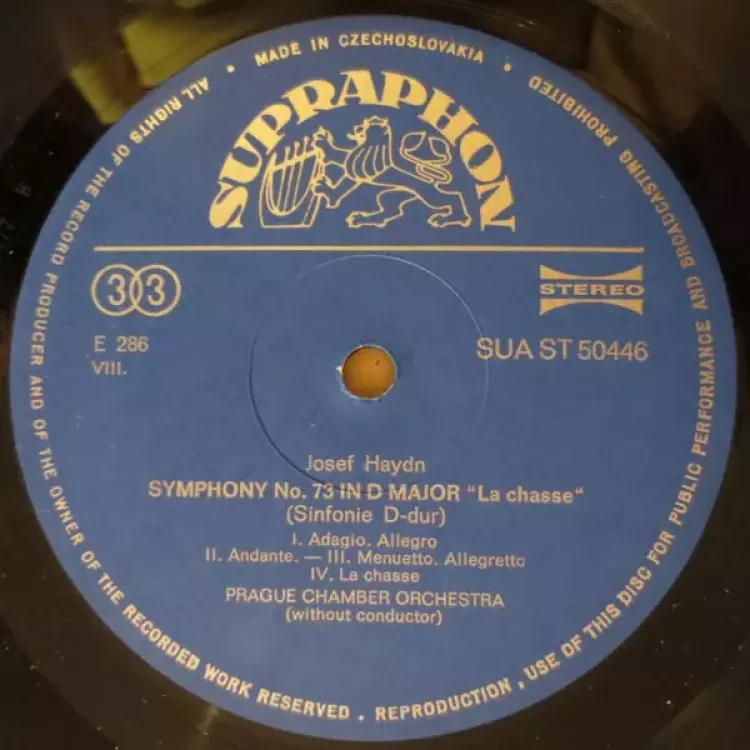 MADE IN CZECHOSLOVAKIA
ALL RIGHTS OF THE RECORD PRODUCER AND OF THE OWNER OF THE RECORDED WORK RESERVED. REPRODUCTION, USE OF THIS DISC FOR PUBLIC PERFORMANCE AND BROADCASTING PROHIBITED
SUPRAPHON
33
STEREO
E 286
SUA ST 50446
VIII.
Josef Haydn
SYMPHONY No. 73 IN D MAJOR "La chasse"
(Sinfonie D-dur)
I. Adagio. Allegro
II. Andante. — III. Menuetto. Allegretto
IV. La chasse
PRAGUE CHAMBER ORCHESTRA
(without conductor)